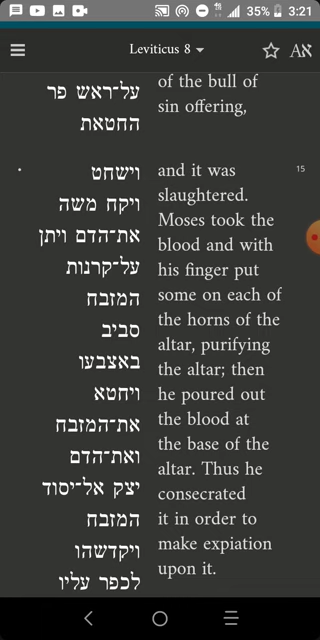 35% 3:21
Leviticus 8
Aא
על־ראש פר
החטאת
of the bull of
sin offering,
וישחט
ויקח משה
את־הדם ויתן
על־קרנות
המזבח
סביב
באצבעו
ויחטא
את־המזבח
ואת־הדם
יצק אל־יסוד
המזבח
ויקדשהו
לכפר עליו
and it was
15
slaughtered.
Moses took the
blood and with
his finger put
some on each of
the horns of the
altar, purifying
the altar; then
he poured out
the blood at
the base of the
altar. Thus he
consecrated
it in order to
make expiation
upon it.